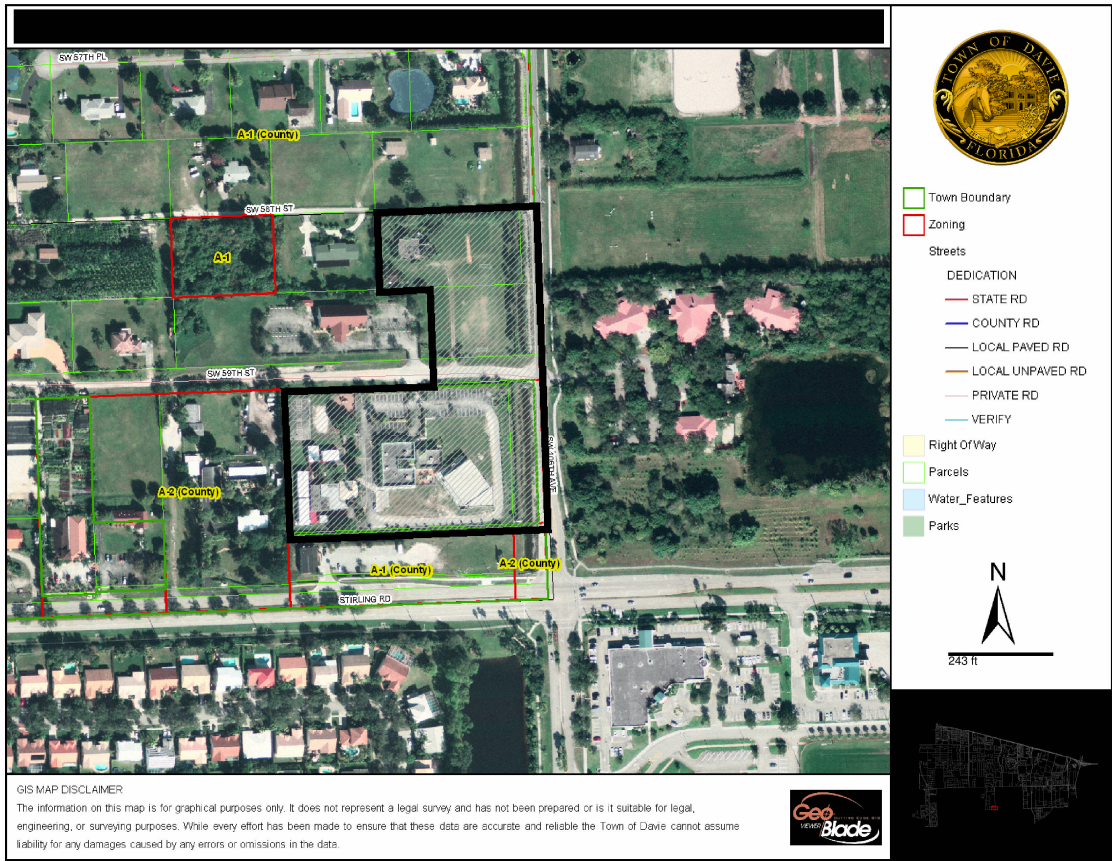 SW 57TH PL
A-1 (County)
SW 58TH ST
A-1
SW 59TH ST
A-2 (County)
A-1 (County)
A-2 (County)
STIRLING RD
TOWN OF DAVIE
FLORIDA
Town Boundary
Zoning
Streets
DEDICATION
STATE RD
COUNTY RD
LOCAL PAVED RD
LOCAL UNPAVED RD
PRIVATE RD
VERIFY
Right Of Way
Parcels
Water_Features
Parks
N
243 ft
GIS MAP DISCLAIMER
The information on this map is for graphical purposes only. It does not represent a legal survey and has not been prepared or is it suitable for legal,
engineering, or surveying purposes. While every effort has been made to ensure that these data are accurate and reliable the Town of Davie cannot assume
liability for any damages caused by any errors or omissions in the data.
Geo
VIEWER Blade